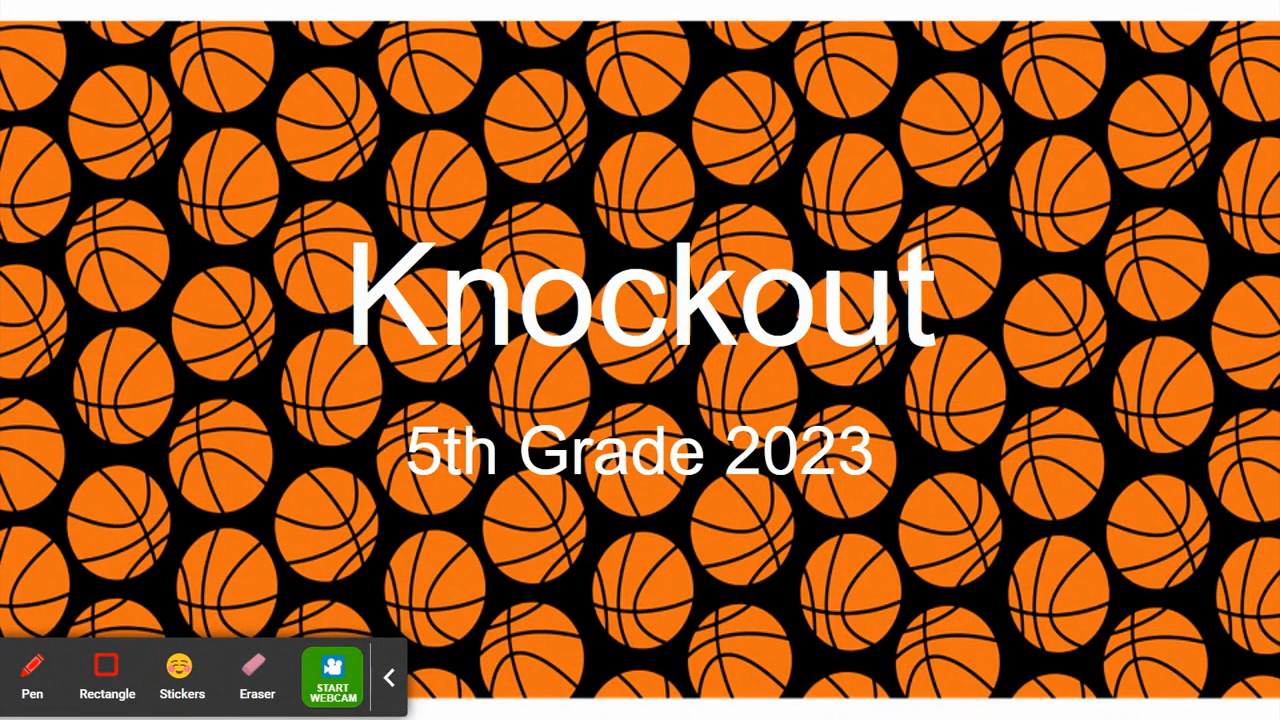 Knockout
5th Grade 2023
Pen
Rectangle
Stickers
Eraser
START
WEBCAM